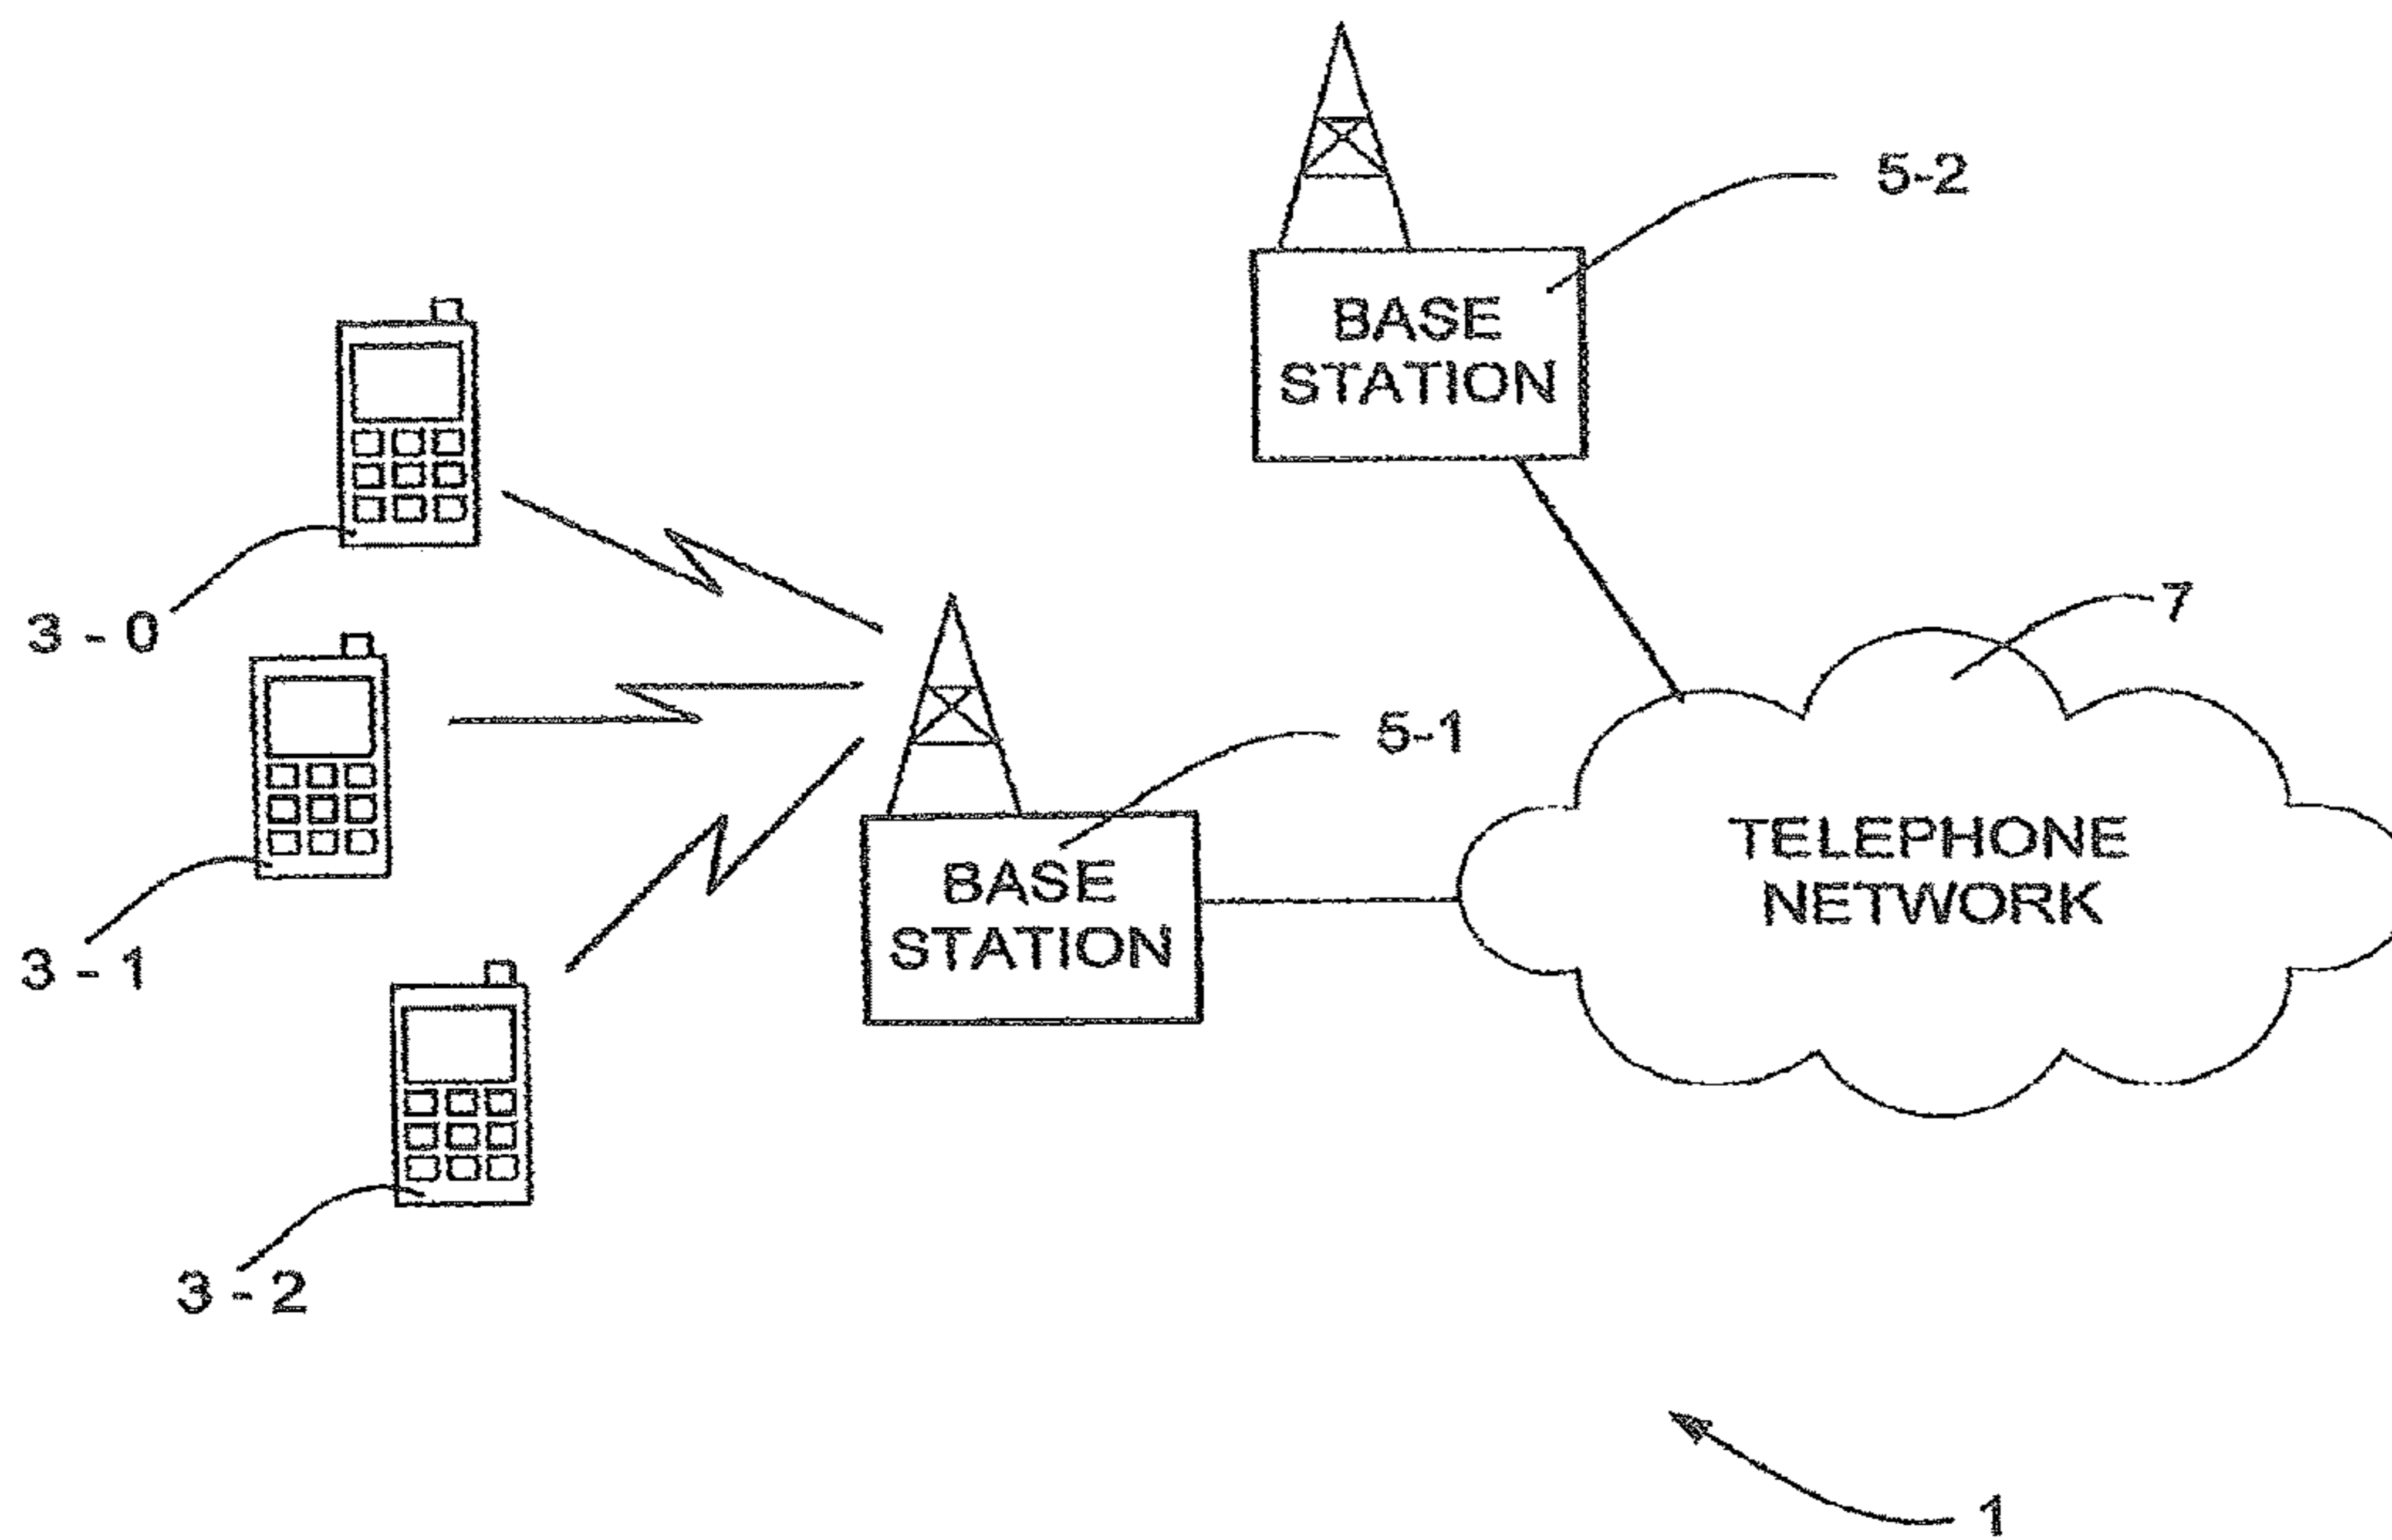 5-2
BASE
STATION
3 - 0
7
5-1
TELEPHONE
NETWORK
BASE
STATION
3 - 1
3 - 2
1